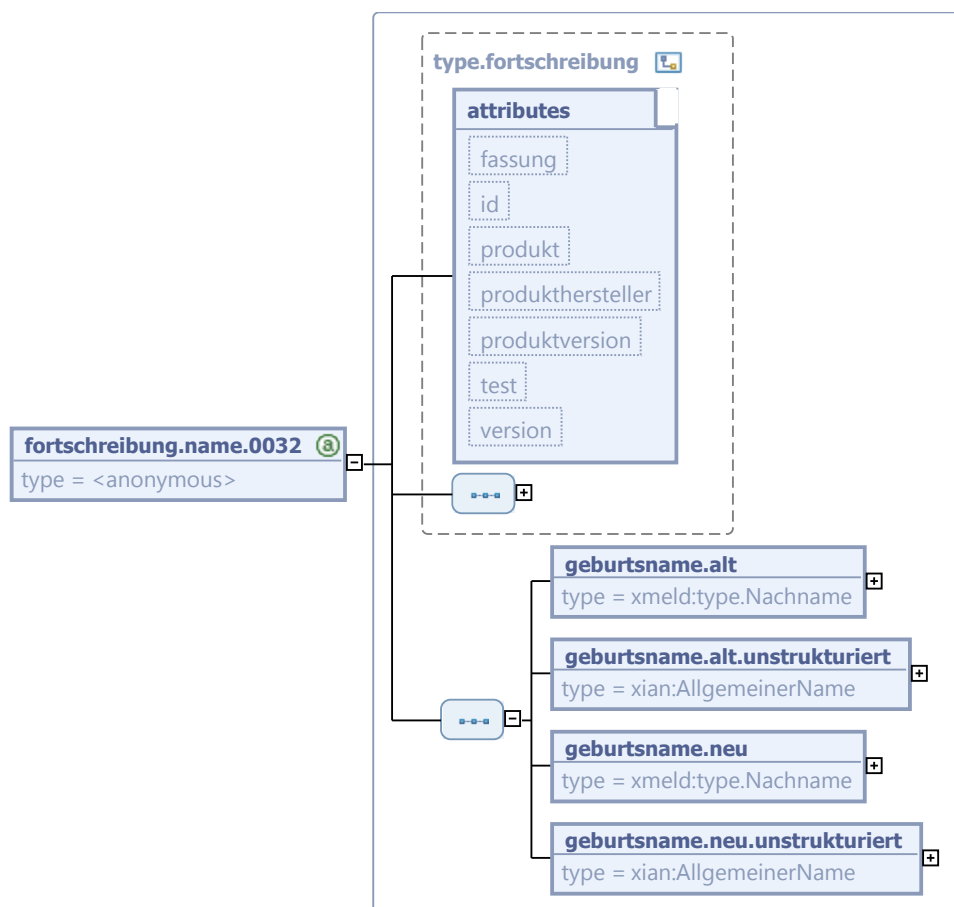 type.fortschreibung
attributes
fassung
id
produkt
produkthersteller
produktversion
test
version
fortschreibung.name.0032 a
type = <anonymous>
geburtsname.alt
type = xmeld:type.Nachname
geburtsname.alt.unstrukturiert
type = xian:AllgemeinerName
geburtsname.neu
type = xmeld:type.Nachname
geburtsname.neu.unstrukturiert
type = xian:AllgemeinerName